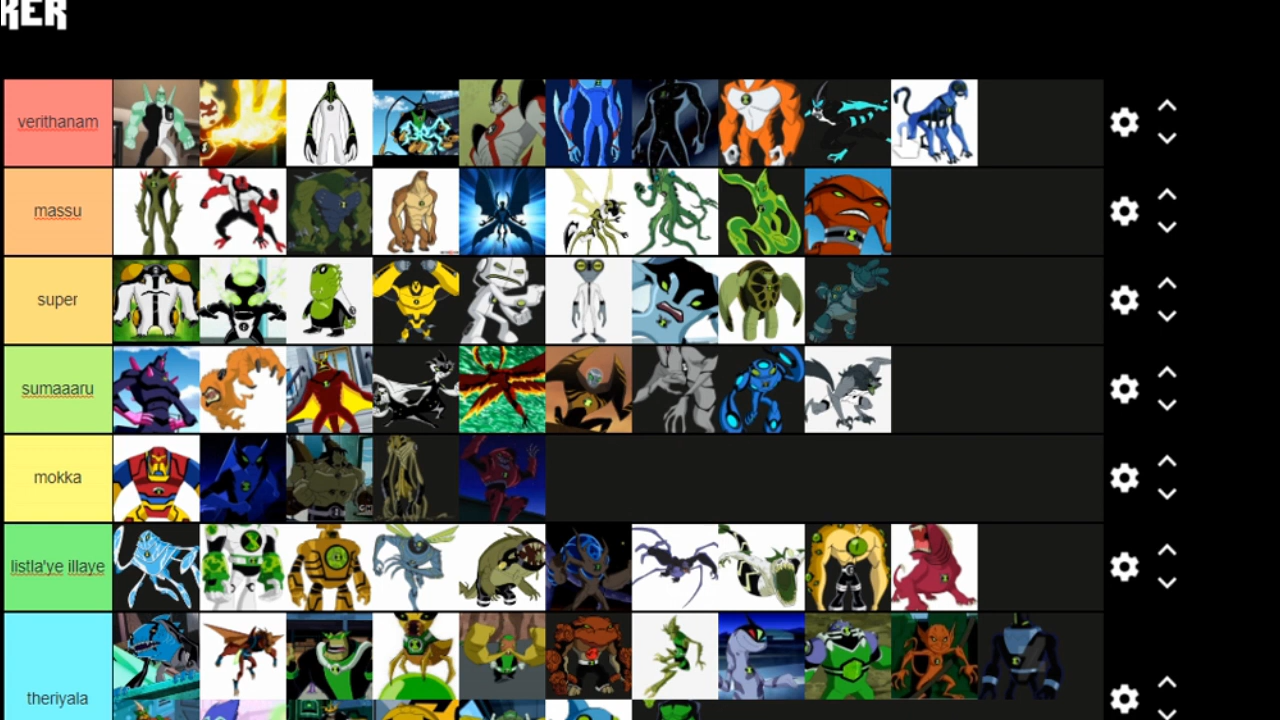 KER
verithanam
massu
super
sumaaaru
mokka
listla'ye illaye
theriyala